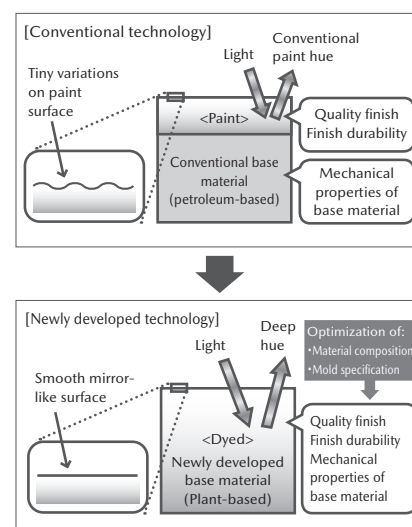 [Conventional technology]
Tiny variations
on paint
surface
Light
Conventional
paint hue
<Paint>
Quality finish
Finish durability
Conventional base
material
(petroleum-based)
Mechanical
properties of
base material
[Newly developed technology]
Smooth mirror-
like surface
Light
Deep
hue
Optimization of:
•Material composition
•Mold specification
<Dyed>
Newly developed
base material
(Plant-based)
Quality finish
Finish durability
Mechanical
properties of
base material